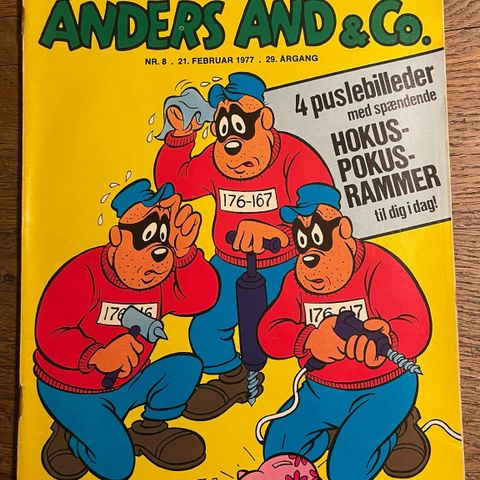 ANDERS AND & Co.
NR. 8 . 21. FEBRUAR 1977 . 29. ÅRGANG
4 puslebilleder
med spændende
HOKUS-
POKUS-
RAMMER
til dig i dag!
176-167